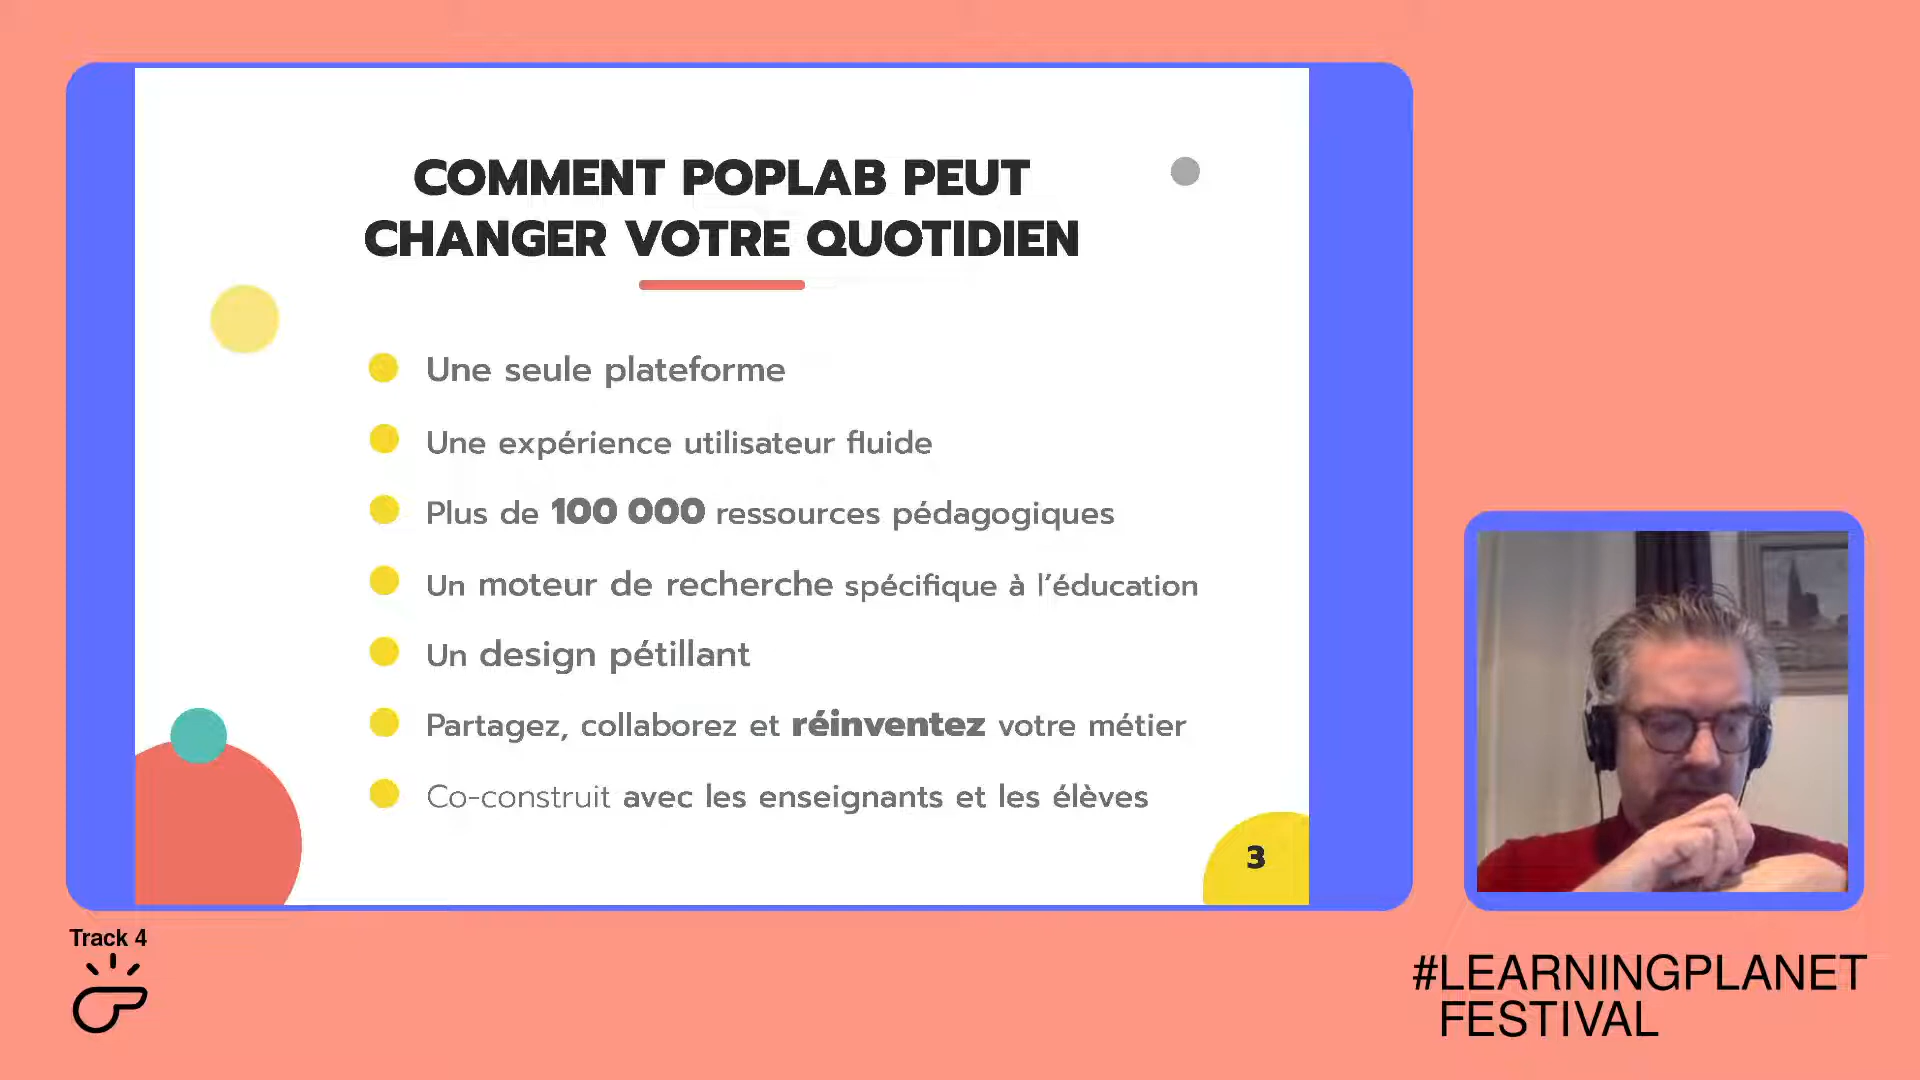 COMMENT POPLAB PEUT
CHANGER VOTRE QUOTIDIEN
Une seule plateforme
Une expérience utilisateur fluide
Plus de 100 000 ressources pédagogiques
Un moteur de recherche spécifique à l’éducation
Un design pétillant
Partagez, collaborez et réinventez votre métier
Co-construit avec les enseignants et les élèves
3
Track 4
#LEARNINGPLANET
FESTIVAL